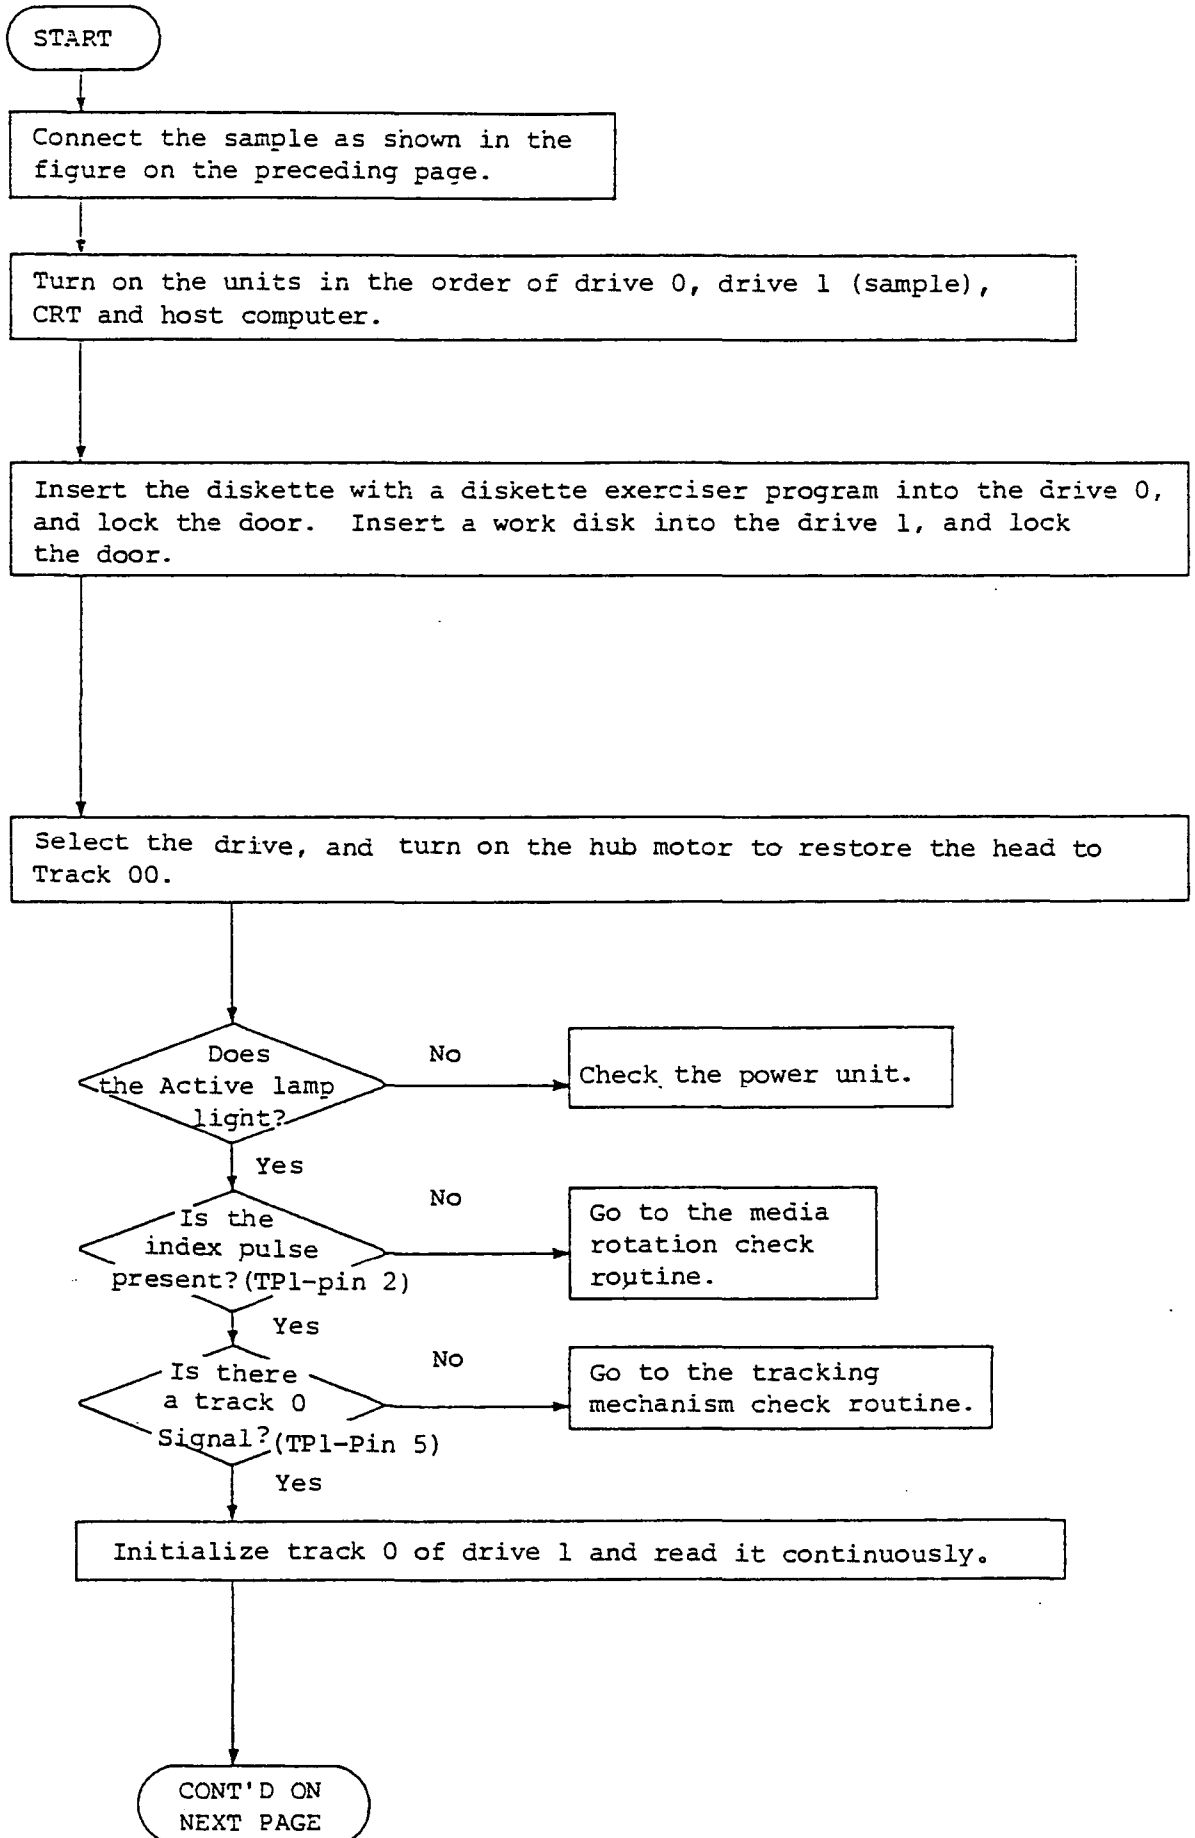 START
Connect the sample as shown in the
figure on the preceding page.
Turn on the units in the order of drive 0, drive 1 (sample),
CRT and host computer.
Insert the diskette with a diskette exerciser program into the drive 0,
and lock the door. Insert a work disk into the drive 1, and lock
the door.
Select the drive, and turn on the hub motor to restore the head to
Track 00.
Does
the Active lamp
light?
No
Check the power unit.
Yes
Is the
index pulse
present?(TP1-pin 2)
No
Go to the media
rotation check
routine.
Yes
Is there
a track 0
Signal?(TP1-Pin 5)
No
Go to the tracking
mechanism check routine.
Yes
Initialize track 0 of drive 1 and read it continuously.
CONT'D ON
NEXT PAGE